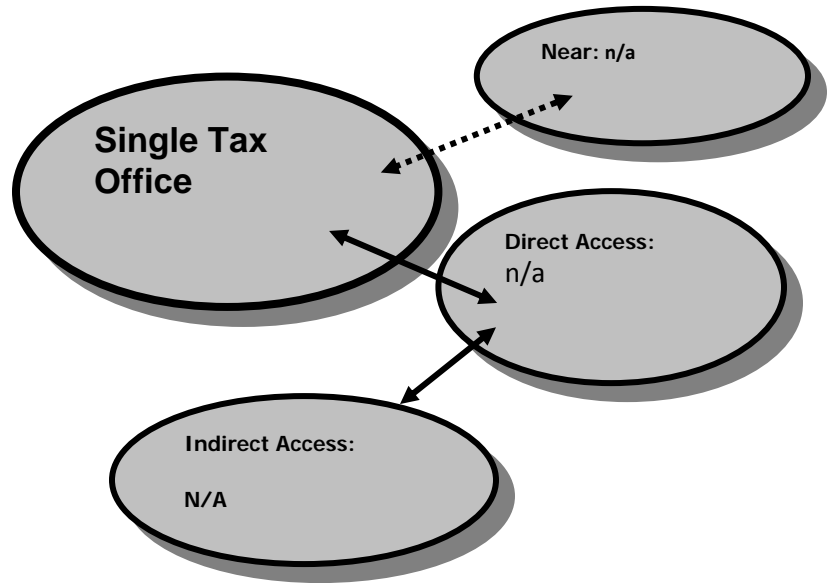 Near: n/a
Single Tax
Office
Direct Access:
n/a
Indirect Access:
N/A